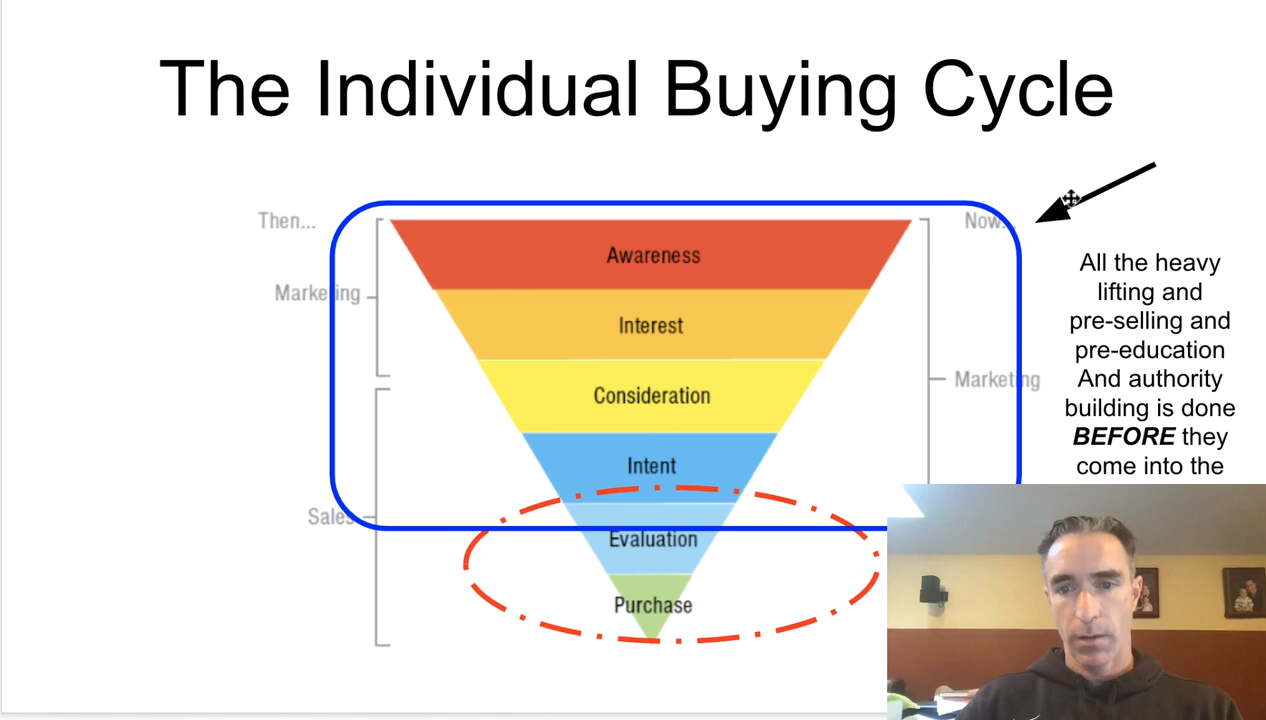 The Individual Buying Cycle
Then...
Now...
Awareness
Marketing
Interest
Marketing
Consideration
Intent
Sales
Evaluation
Purchase
All the heavy
lifting and
pre-selling and
pre-education
And authority
building is done
BEFORE they
come into the